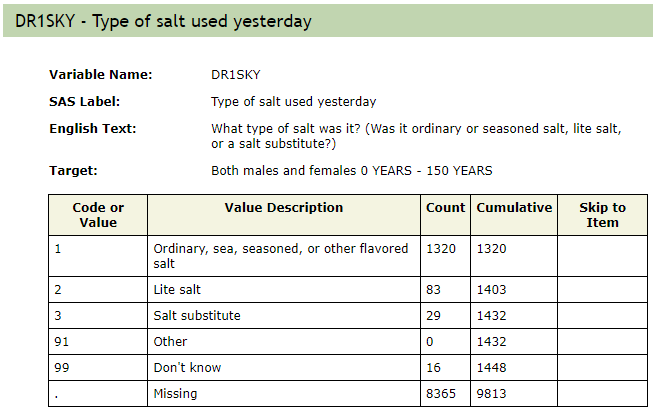 DR1SKY - Type of salt used yesterday
Variable Name: DR1SKY
SAS Label: Type of salt used yesterday
English Text: What type of salt was it? (Was it ordinary or seasoned salt, lite salt,
or a salt substitute?)
Target: Both males and females 0 YEARS - 150 YEARS
Code or Value Value Description Count Cumulative Skip to Item
1 Ordinary, sea, seasoned, or other flavored salt 1320 1320
2 Lite salt 83 1403
3 Salt substitute 29 1432
91 Other 0 1432
99 Don't know 16 1448
. Missing 8365 9813